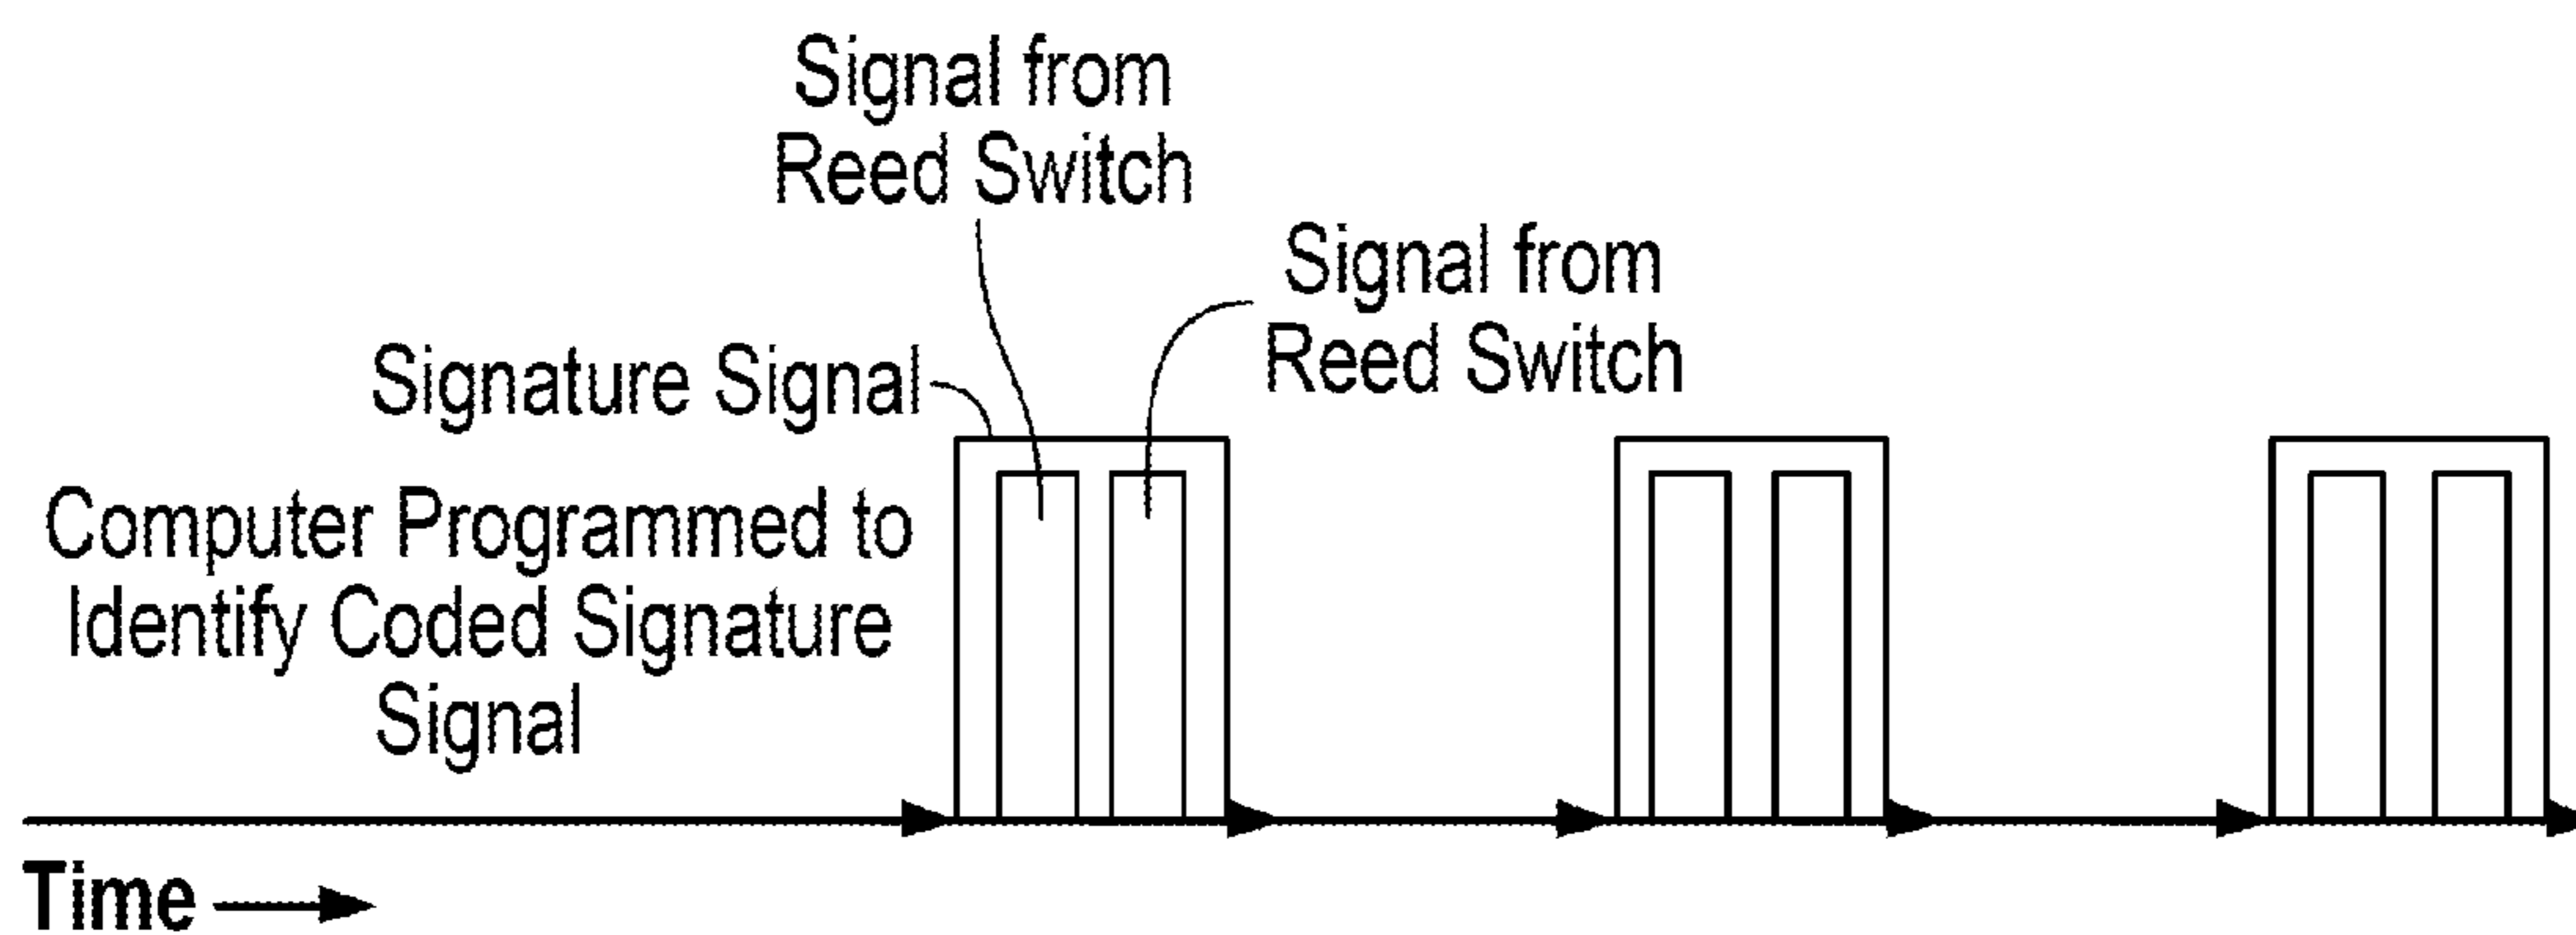 Signal from
Reed Switch
Signal from
Reed Switch
Signature Signal
Computer Programmed to
Identify Coded Signature
Signal
Time